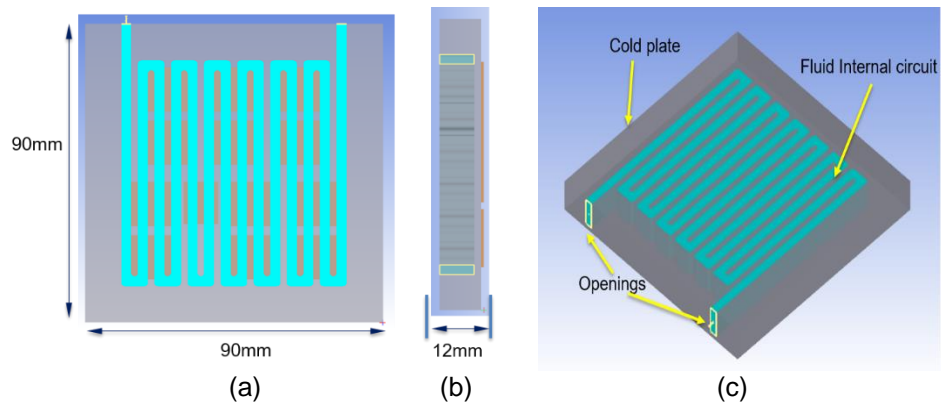 Cold plate
Fluid Internal circuit
90mm
Openings
90mm
12mm
(a)
(b)
(c)